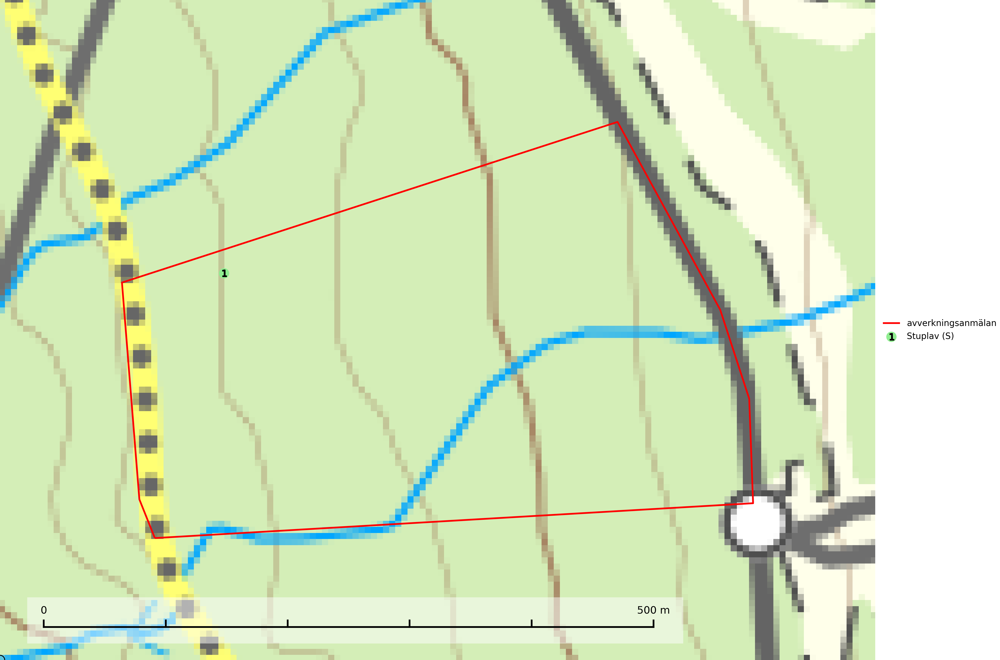 1
avverkningsanmälan
1 Stuplav (S)
0 500 m